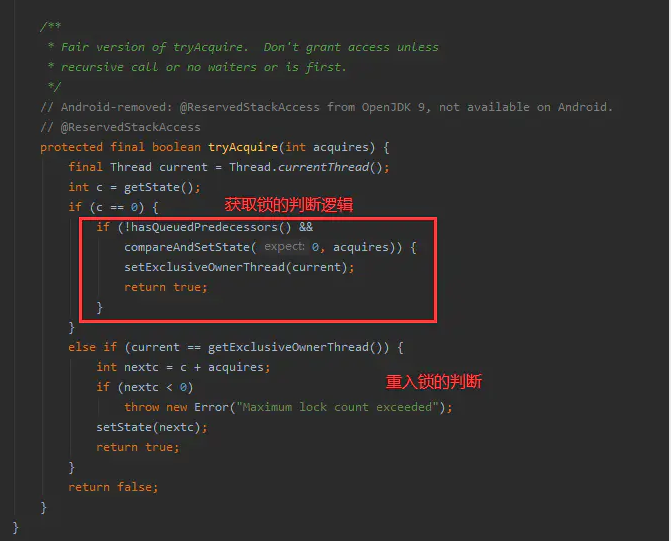 /**
* Fair version of tryAcquire.  Don't grant access unless
* recursive call or no waiters or is first.
*/
// Android-removed: @ReservedStackAccess from OpenJDK 9, not available on Android.
// @ReservedStackAccess
protected final boolean tryAcquire(int acquires) {
final Thread current = Thread.currentThread();
int c = getState();
if (c == 0) {
获取锁的判断逻辑
if (!hasQueuedPredecessors() &&
compareAndSetState( expect: 0, acquires)) {
setExclusiveOwnerThread(current);
return true;
}
}
else if (current == getExclusiveOwnerThread()) {
int nextc = c + acquires;
if (nextc < 0)
重入锁的判断
throw new Error("Maximum lock count exceeded");
setState(nextc);
return true;
}
return false;
}
}